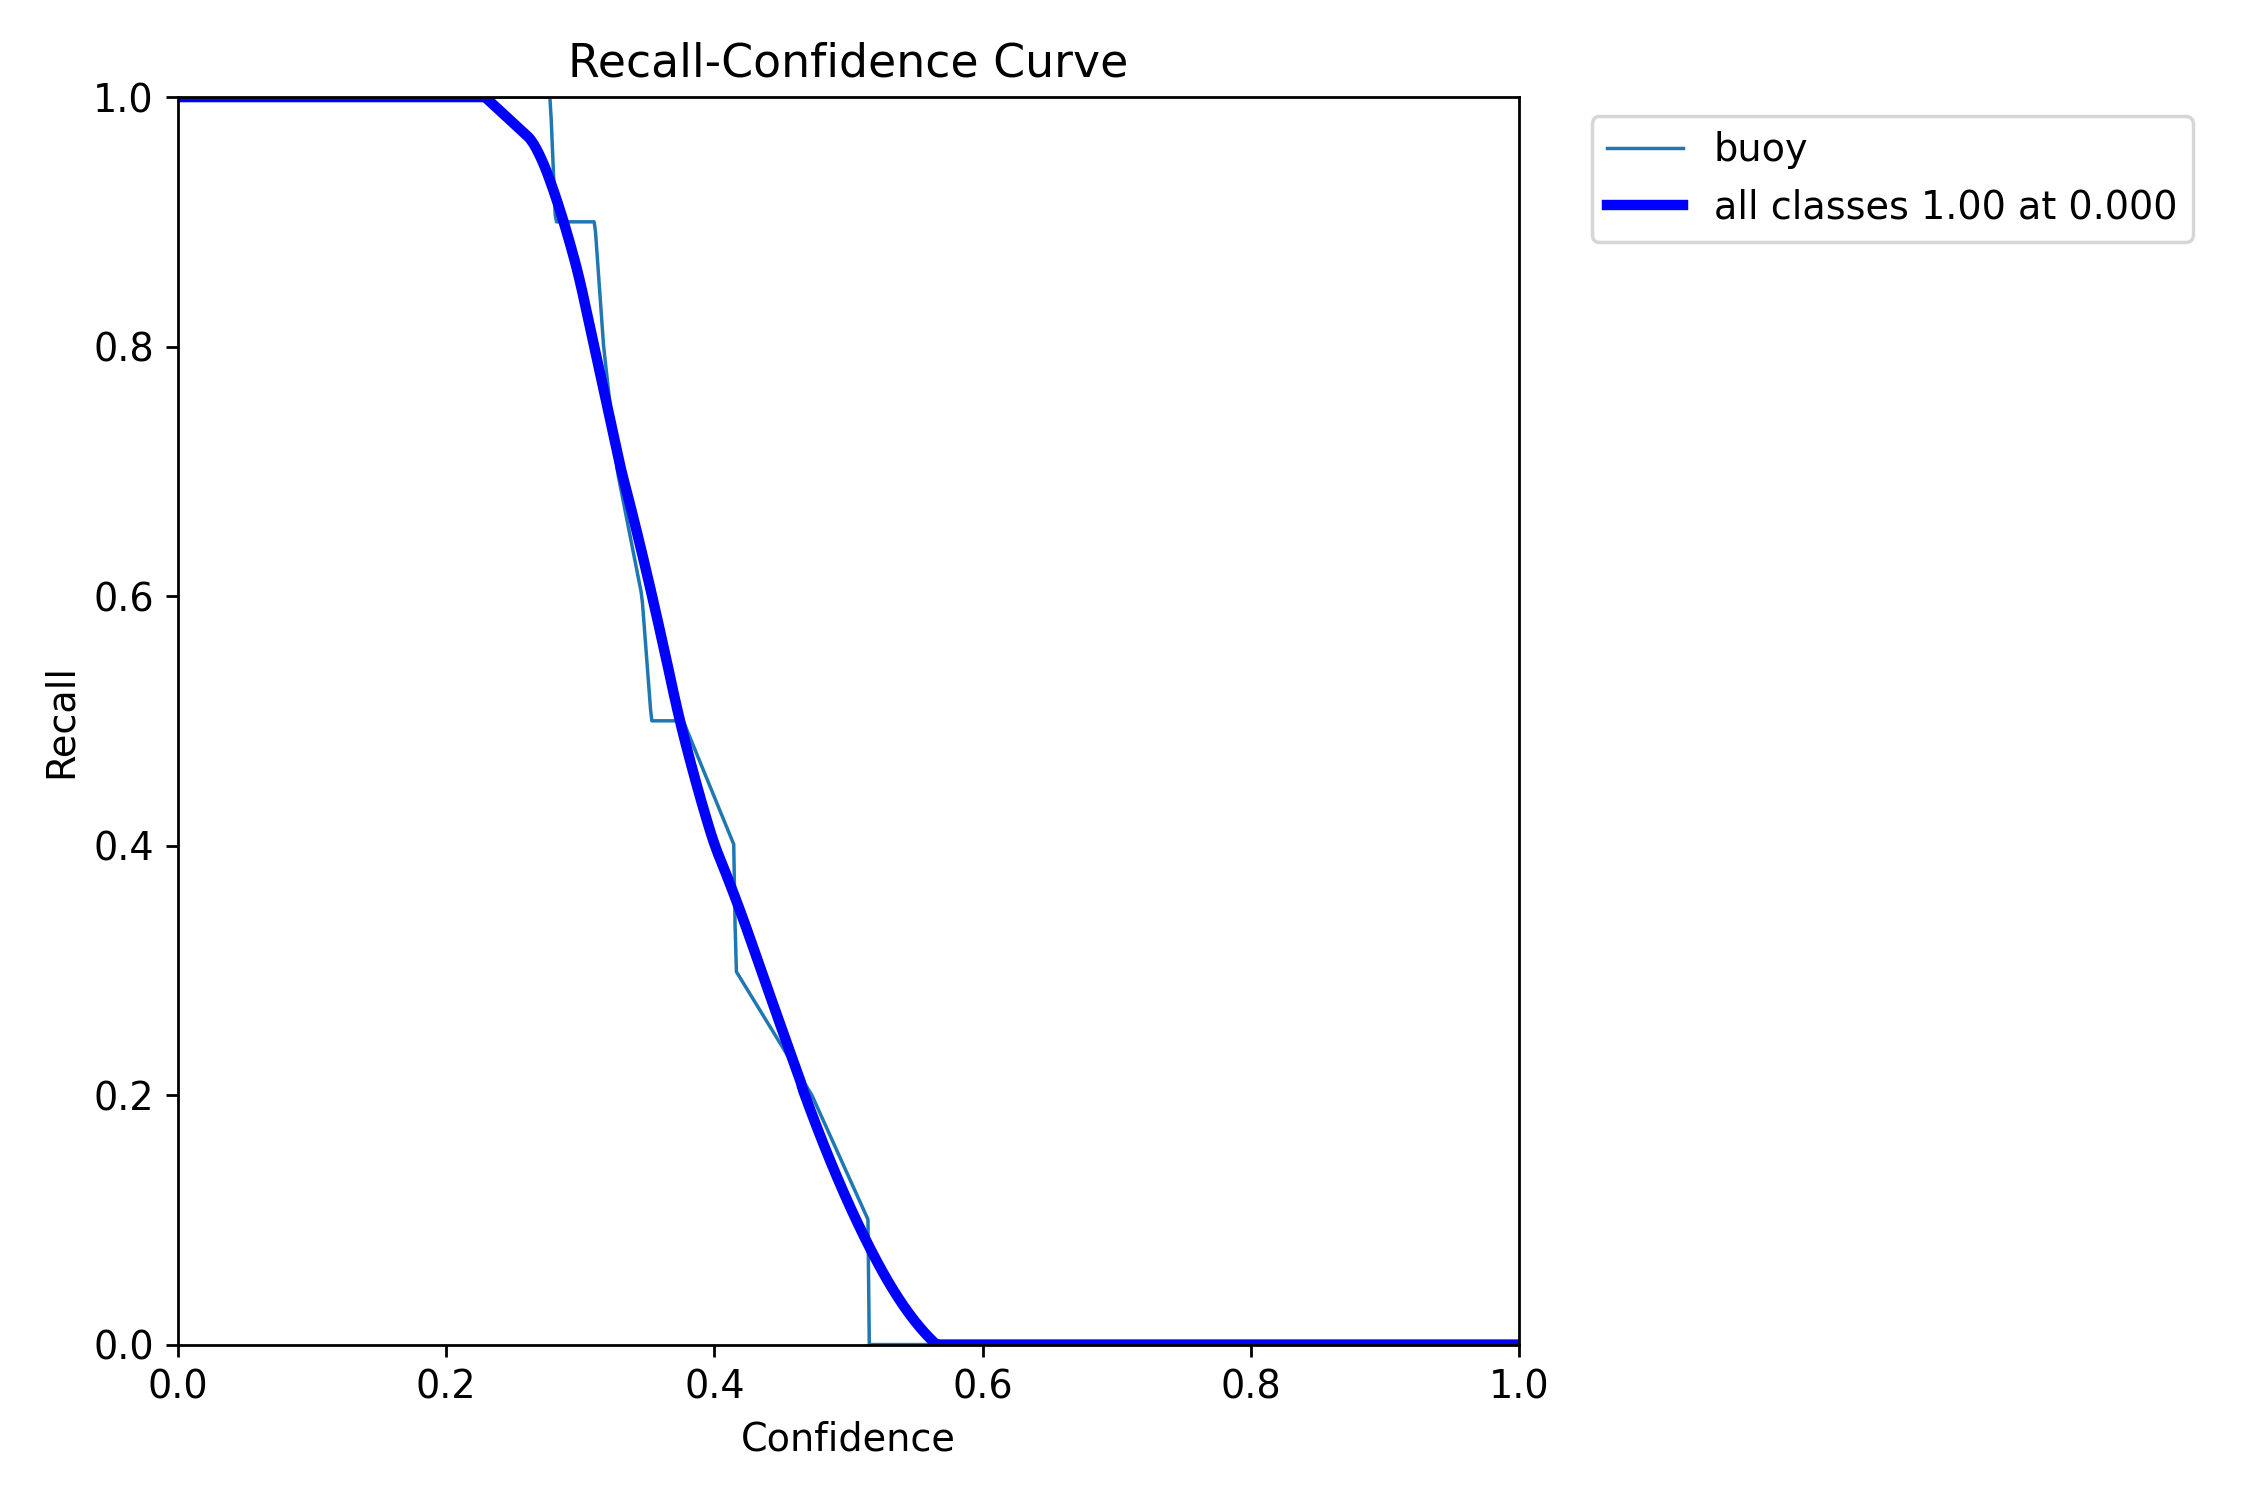 Recall-Confidence Curve
1.0
0.8
0.6
0.4
0.2
0.0
Recall
0.0 0.2 0.4 0.6 0.8 1.0
Confidence
buoy
all classes 1.00 at 0.000